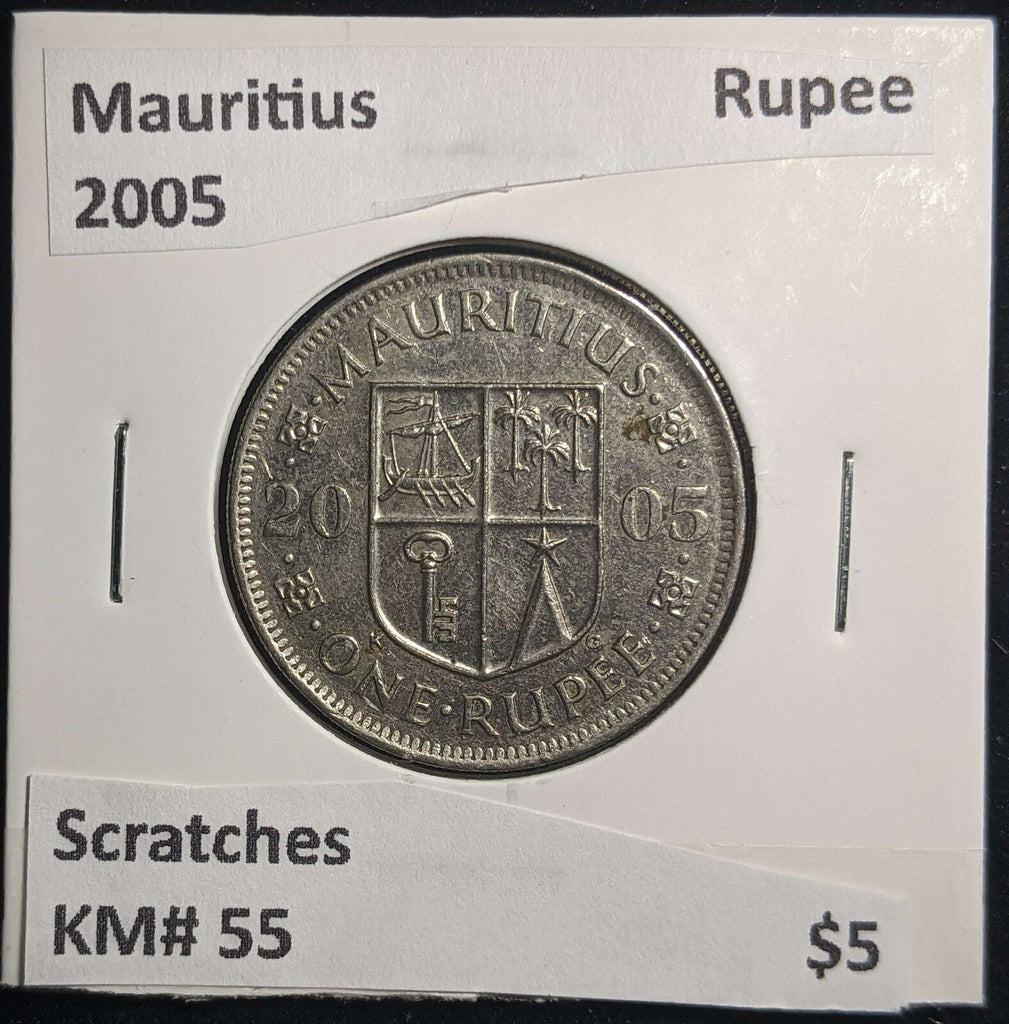 Mauritius Rupee
2005
·MAURITIUS·
20 05
K G
·ONE·RUPEE·
Scratches
KM# 55 $5